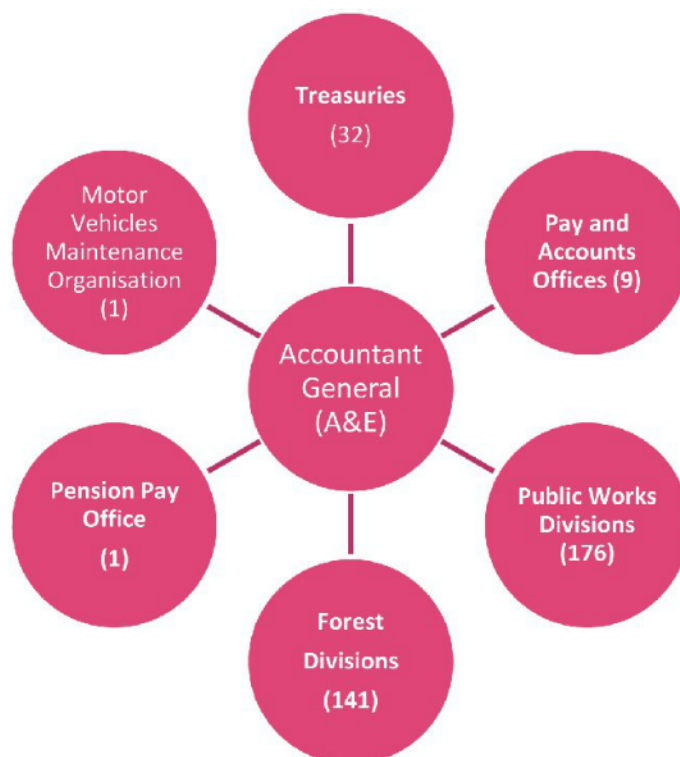 Treasuries
(32)
Motor
Vehicles
Maintenance
Organisation
(1)
Pay and
Accounts
Offices (9)
Accountant
General
(A&E)
Pension Pay
Office
(1)
Public Works
Divisions
(176)
Forest
Divisions
(141)